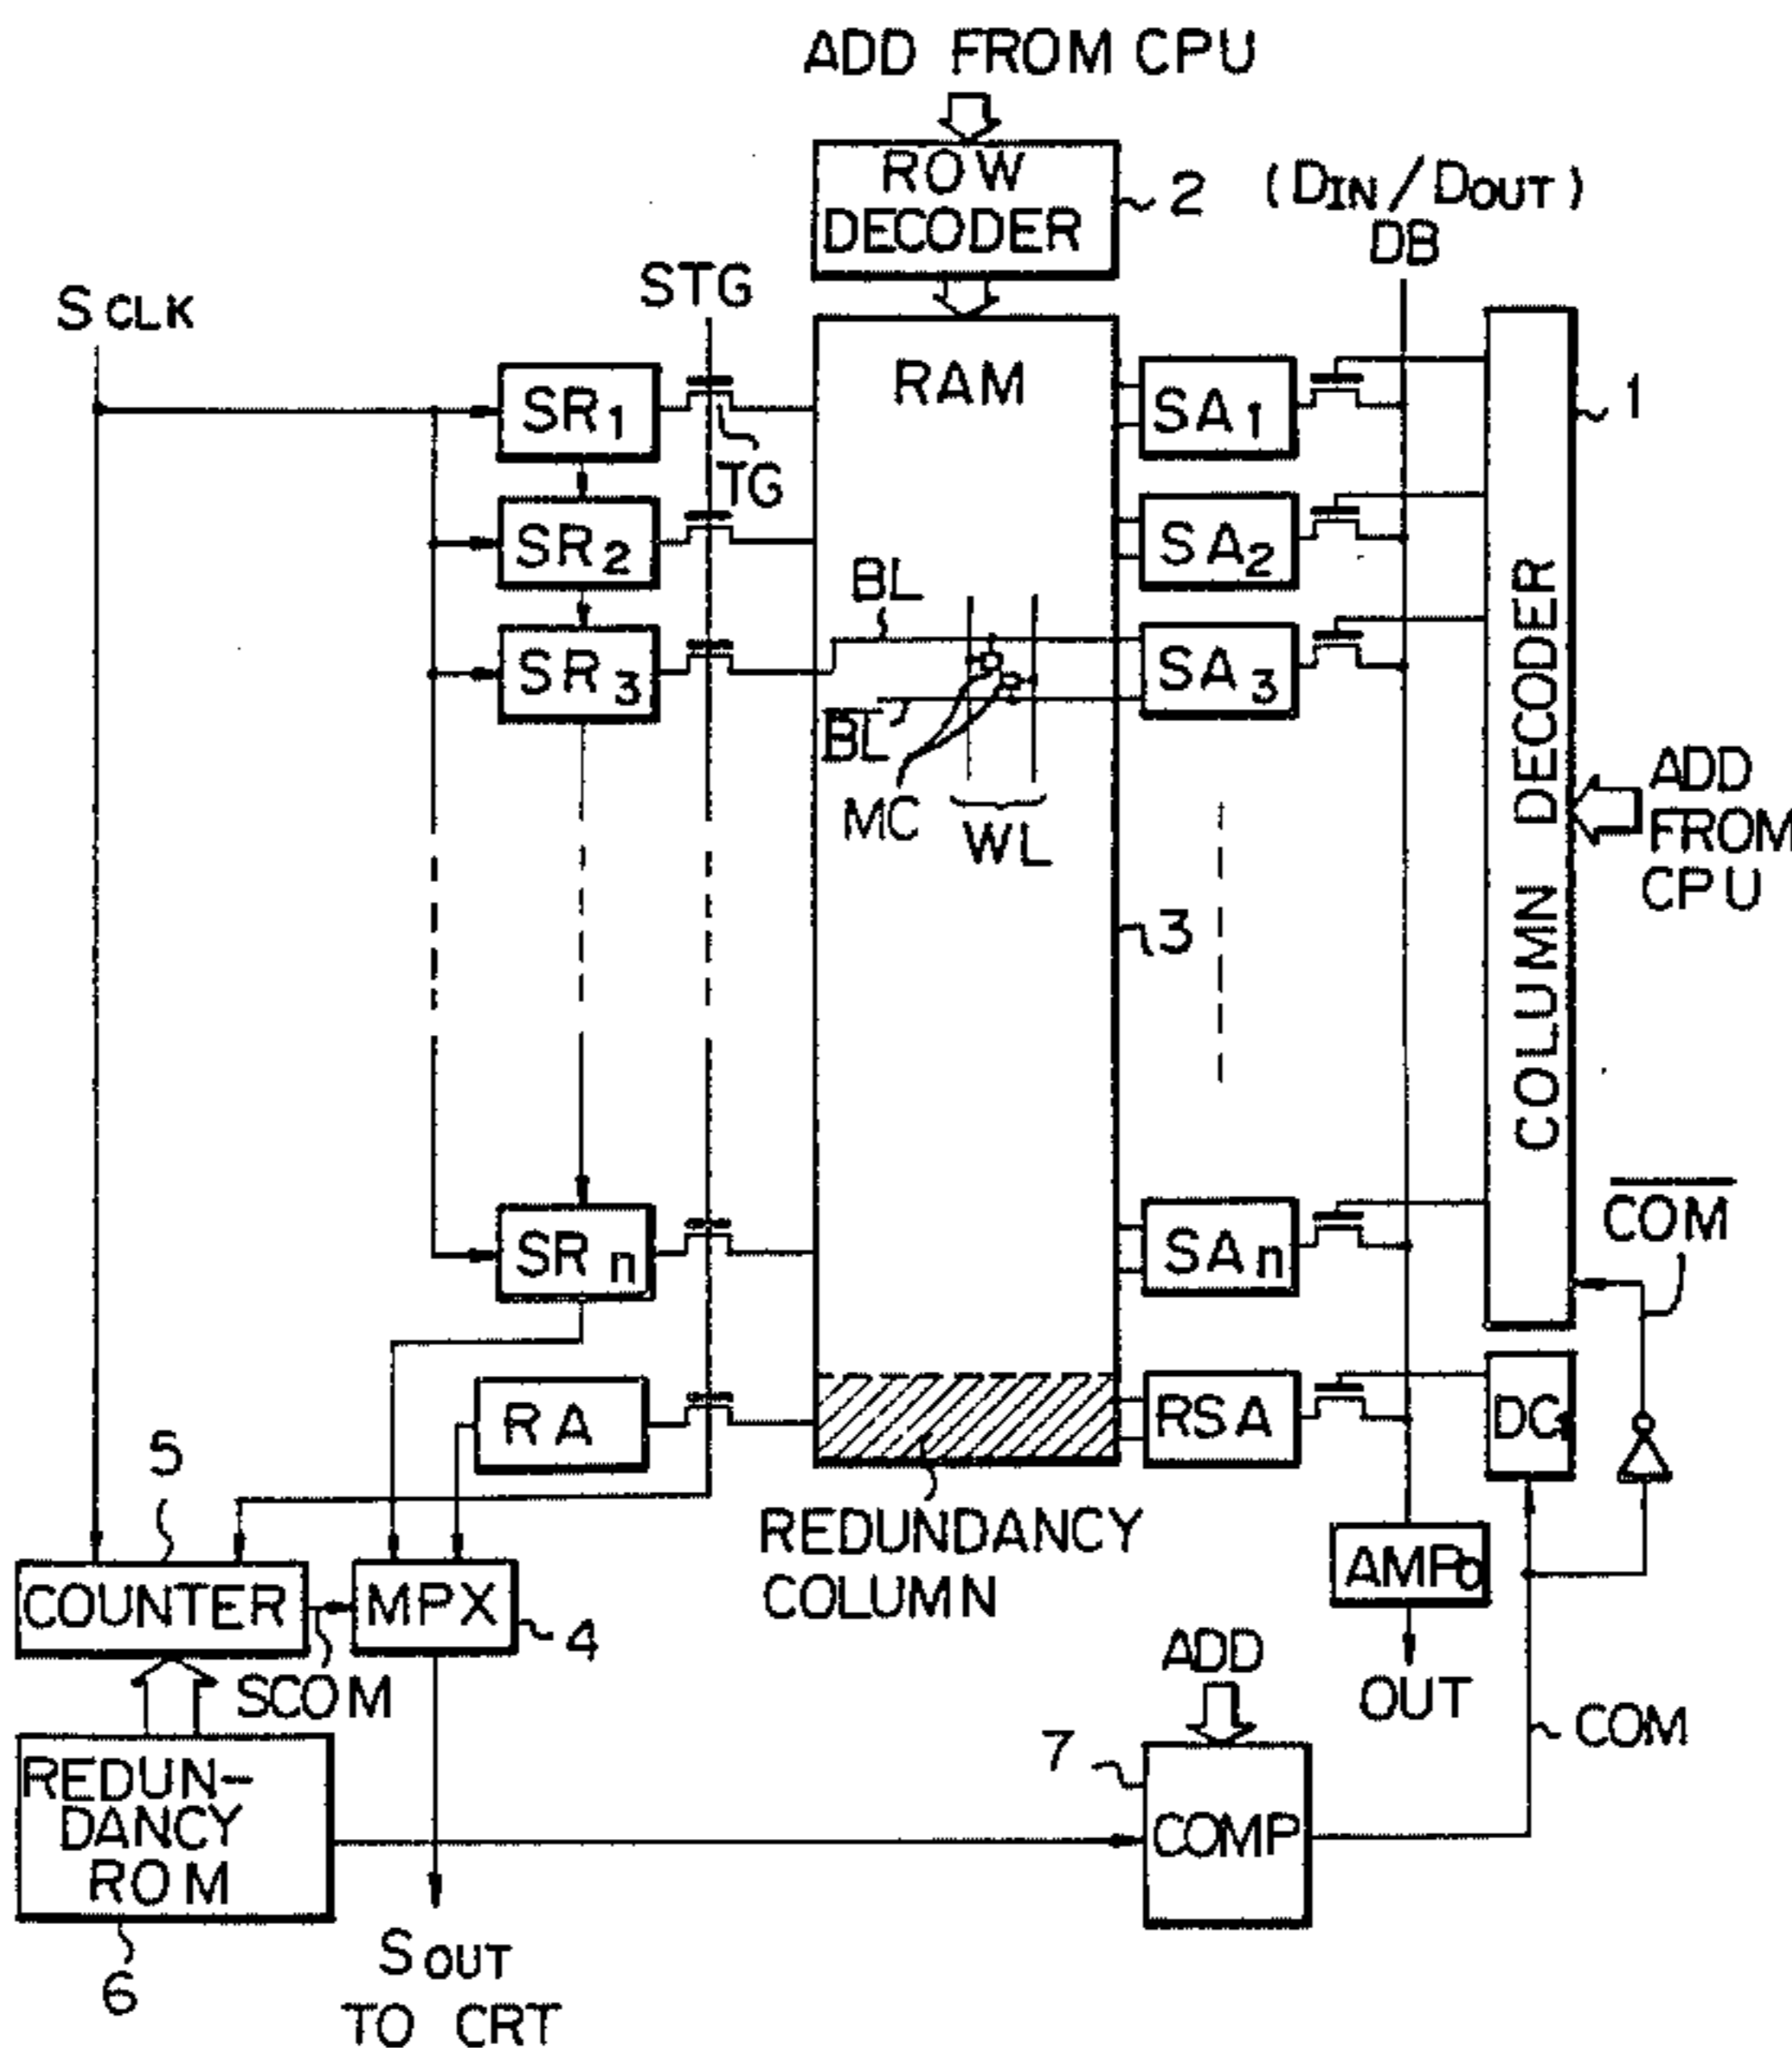 ADD FROM CPU
ROW
DECODER
2
(DIN/DOUT)
DB
SCLK
STG
RAM
SR1
TG
SA1
1
SR2
SA2
BL
SR3
SA3
BL
MC
WL
COLUMN DECODER
ADD
FROM
CPU
3
SRn
SAn
COM
RA
RSA
5
REDUNDANCY
COLUMN
COUNTER
MPX
4
AMP0
SCOM
ADD
OUT
COM
7
REDUN-
DANCY
ROM
COMP
6
SOUT
TO CRT